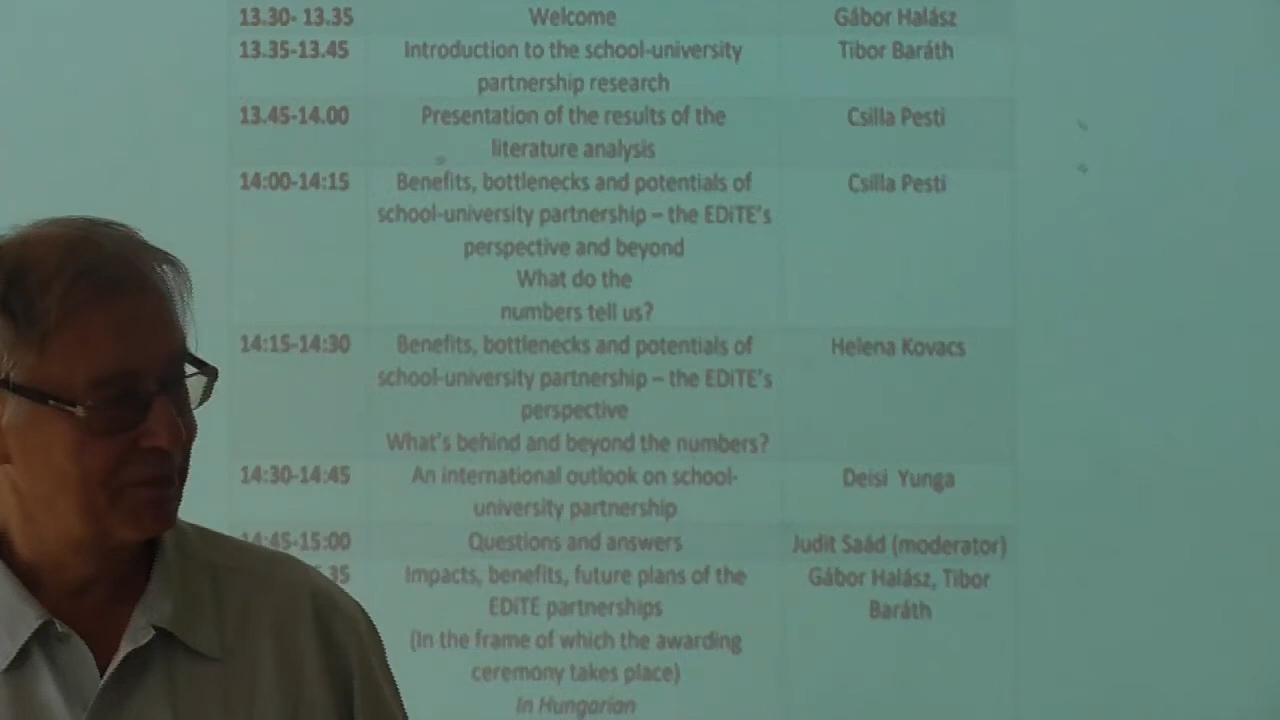 13.30- 13.35 Welcome Gábor Halász
13.35-13.45 Introduction to the school-university Tibor Baráth
partnership research
13.45-14.00 Presentation of the results of the Csilla Pesti
literature analysis
14:00-14:15 Benefits, bottlenecks and potentials of Csilla Pesti
school-university partnership – the EDiTE's
perspective and beyond
What do the
numbers tell us?
14:15-14:30 Benefits, bottlenecks and potentials of Helena Kovacs
school-university partnership – the EDiTE's
perspective
What's behind and beyond the numbers?
14:30-14:45 An international outlook on school- Deisi Yunga
university partnership
14:45-15:00 Questions and answers Judit Saád (moderator)
35 Impacts, benefits, future plans of the Gábor Halász, Tibor
EDiTE partnerships Baráth
(In the frame of which the awarding
ceremony takes place)
In Hungarian